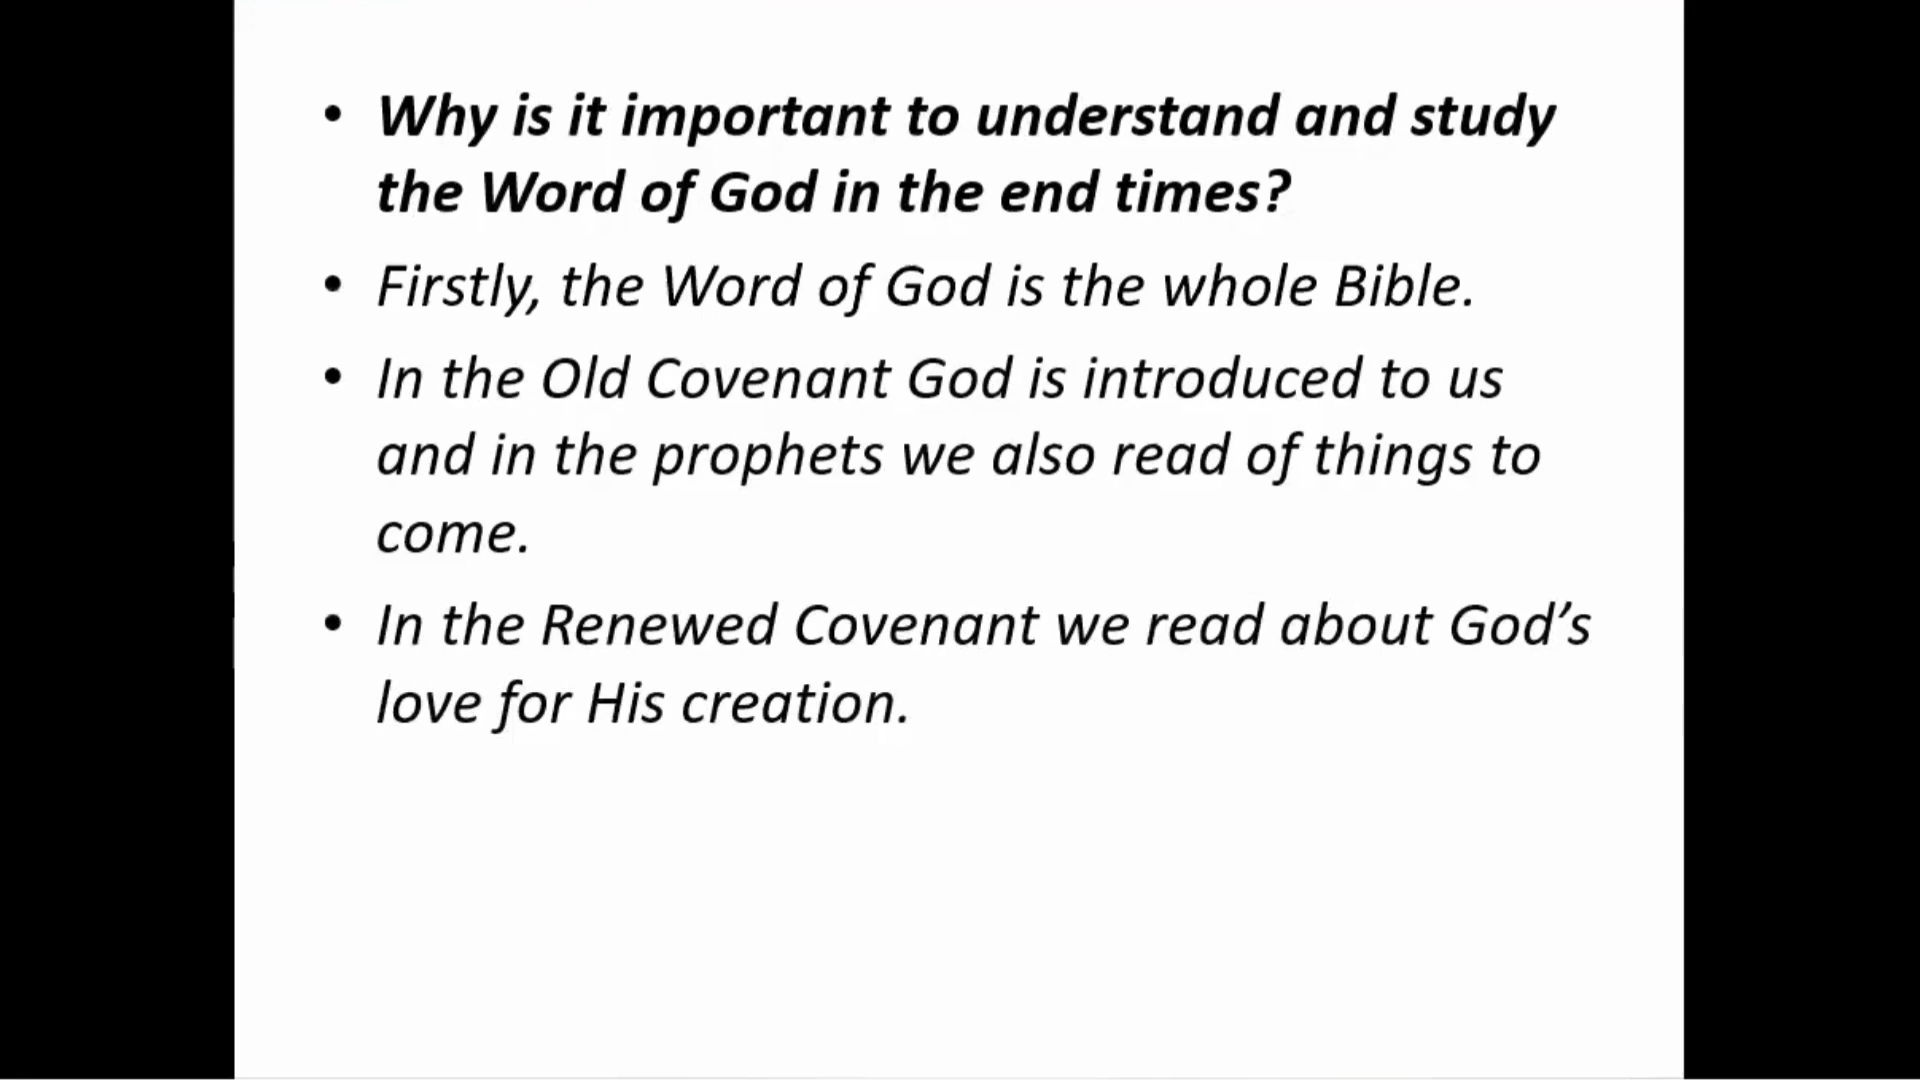 • Why is it important to understand and study
the Word of God in the end times?
• Firstly, the Word of God is the whole Bible.
• In the Old Covenant God is introduced to us
and in the prophets we also read of things to
come.
• In the Renewed Covenant we read about God’s
love for His creation.